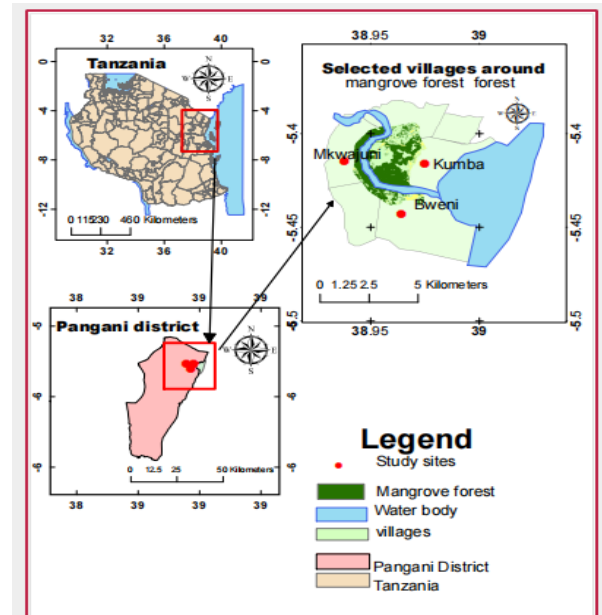 Tanzania
32 36 40
0
-4
-8
-12
0
4
-8
-12
N
W E
S
0 115230 460 Kilometers
32 36 40
38.95 39
Selected villages around
mangrove forest forest
N
W E
S
-5.4
-5.45
-5.5
Mkwajuni
Kumba
Bweni
0 1.25 2.5 5 Kilometers
38.95 39
-5.5
38 38 39 39 39
Pangani district
N
W E
S
-5
-6
-6
-5
-6
-6
0 12.5 25 50 Kilometers
38 38 39 39 39
Legend
Study sites
Mangrove forest
Water body
villages
Pangani District
Tanzania